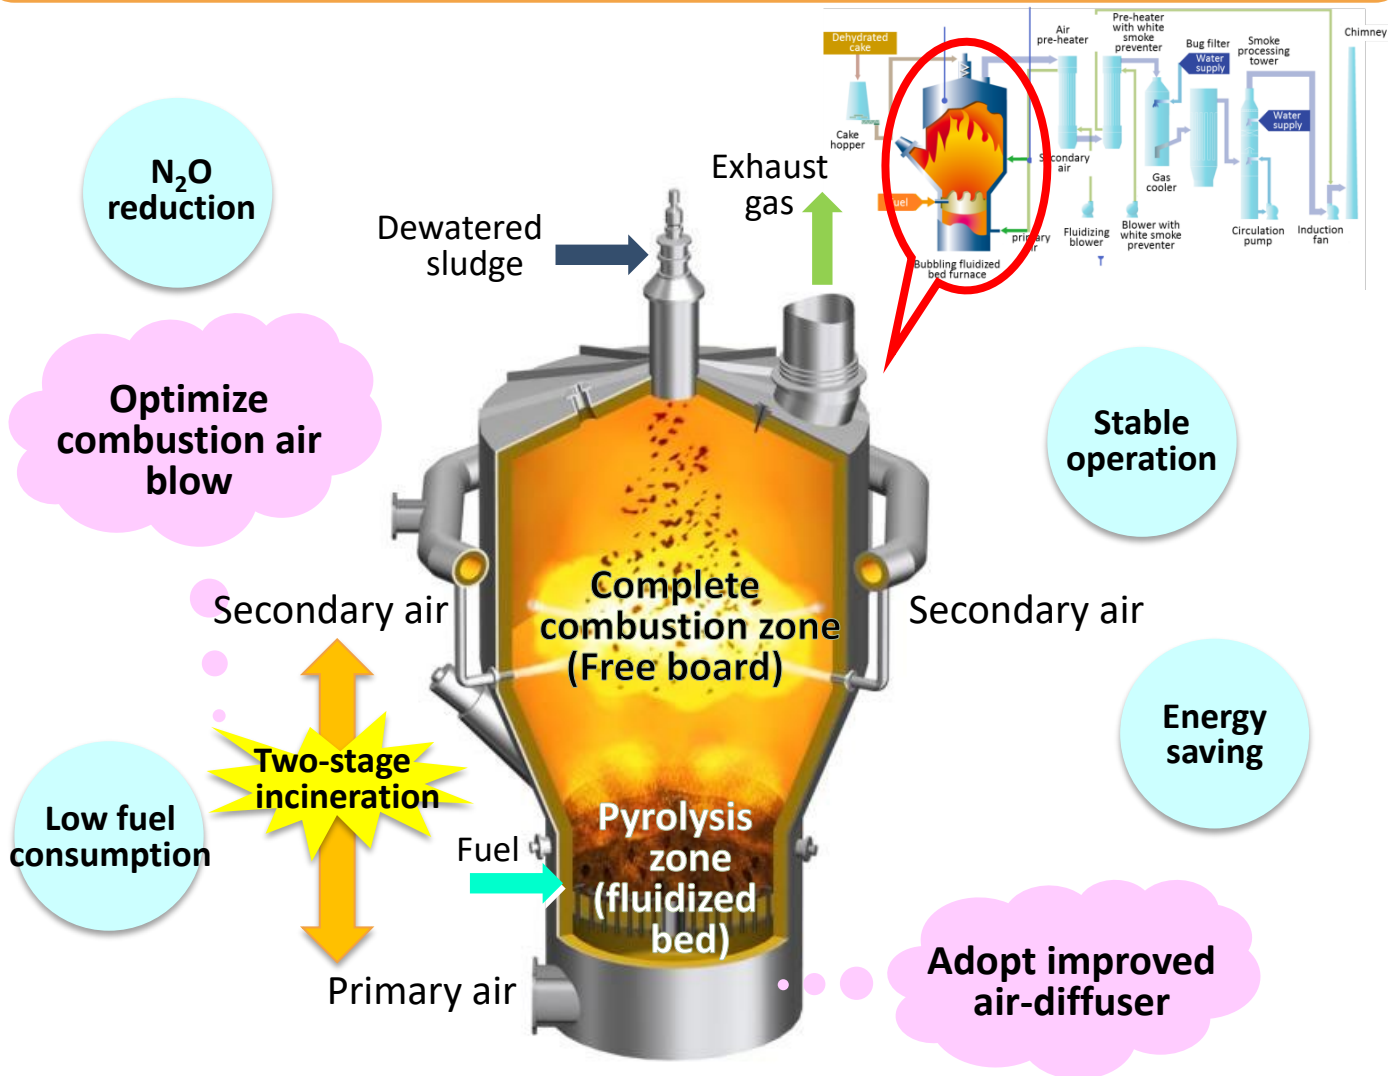 Dehydrated
cake
Cake
hopper
Air
pre-heater
Pre-heater
with white
smoke
preventer
Bug filter
Water
supply
Smoke
processing
tower
Chimney
Water
supply
Secondary
air
Gas
cooler
Fuel
primary
air
Fluidizing
blower
Blower with
white smoke
preventer
Circulation
pump
Induction
fan
Bubbling fluidized
bed furnace
N₂O
reduction
Exhaust
gas
Dewatered
sludge
Optimize
combustion air
blow
Stable
operation
Complete
combustion zone
(Free board)
Secondary air
Secondary air
Two-stage
incineration
Energy
saving
Low fuel
consumption
Fuel
Pyrolysis
zone
(fluidized
bed)
Primary air
Adopt improved
air-diffuser